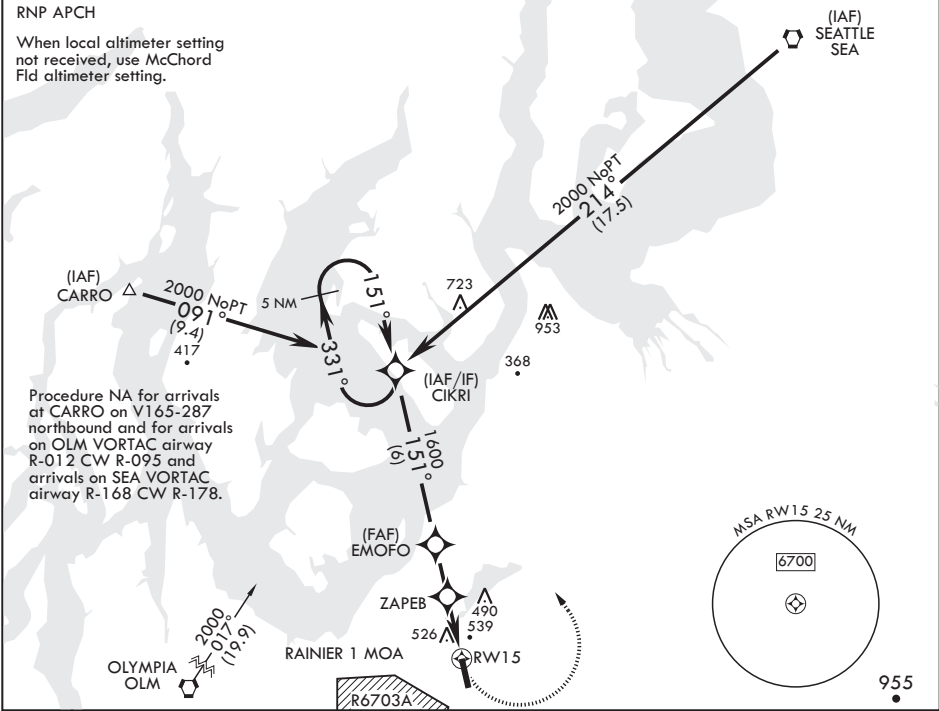 RNP APCH
When local altimeter setting
not received, use McChord
Fld altimeter setting.
(IAF)
SEATTLE
SEA
2000 NoPT
214°
(17.5)
(IAF)
CARRO
2000 NoPT
091°
(9.4)
417
5 NM
151°
331°
723
953
368
(IAF/IF)
CIKRI
Procedure NA for arrivals
at CARRO on V165-287
northbound and for arrivals
on OLM VORTAC airway
R-012 CW R-095 and
arrivals on SEA VORTAC
airway R-168 CW R-178.
1600
151°
(6)
(FAF)
EMOFO
ZAPEB
490
539
526
RW15
RAINIER 1 MOA
R6703A
2000
017°
(19.9)
OLYMPIA
OLM
MSA RW15 25 NM
6700
955